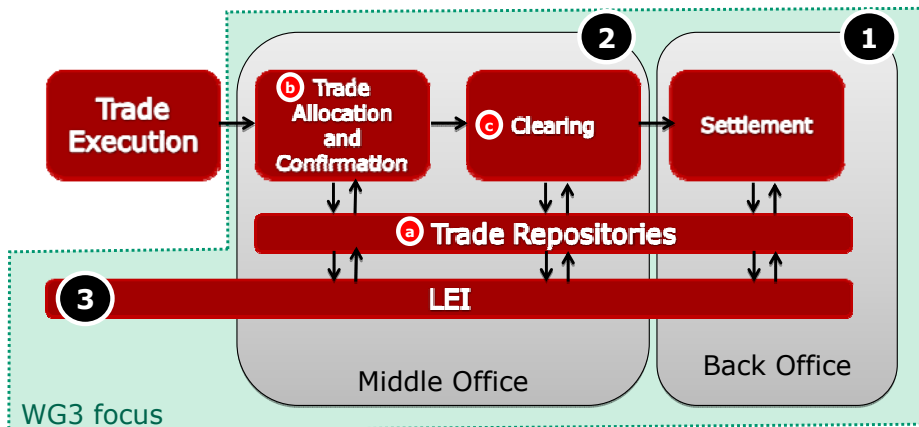 2
1
Trade
Execution
b Trade
Allocation
and
Confirmation
c Clearing
Settlement
a Trade Repositories
3
LEI
Middle Office
Back Office
WG3 focus